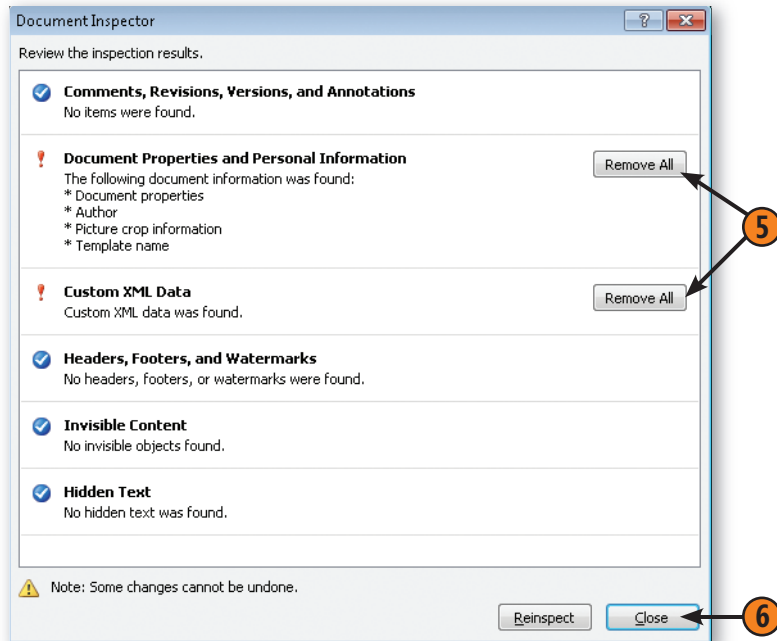 Document Inspector
Review the inspection results.
Comments, Revisions, Versions, and Annotations
No items were found.
Document Properties and Personal Information
Remove All
The following document information was found:
* Document properties
* Author
* Picture crop information
* Template name
5
Custom XML Data
Remove All
Custom XML data was found.
Headers, Footers, and Watermarks
No headers, footers, or watermarks were found.
Invisible Content
No invisible objects found.
Hidden Text
No hidden text was found.
Note: Some changes cannot be undone.
Reinspect Close 6